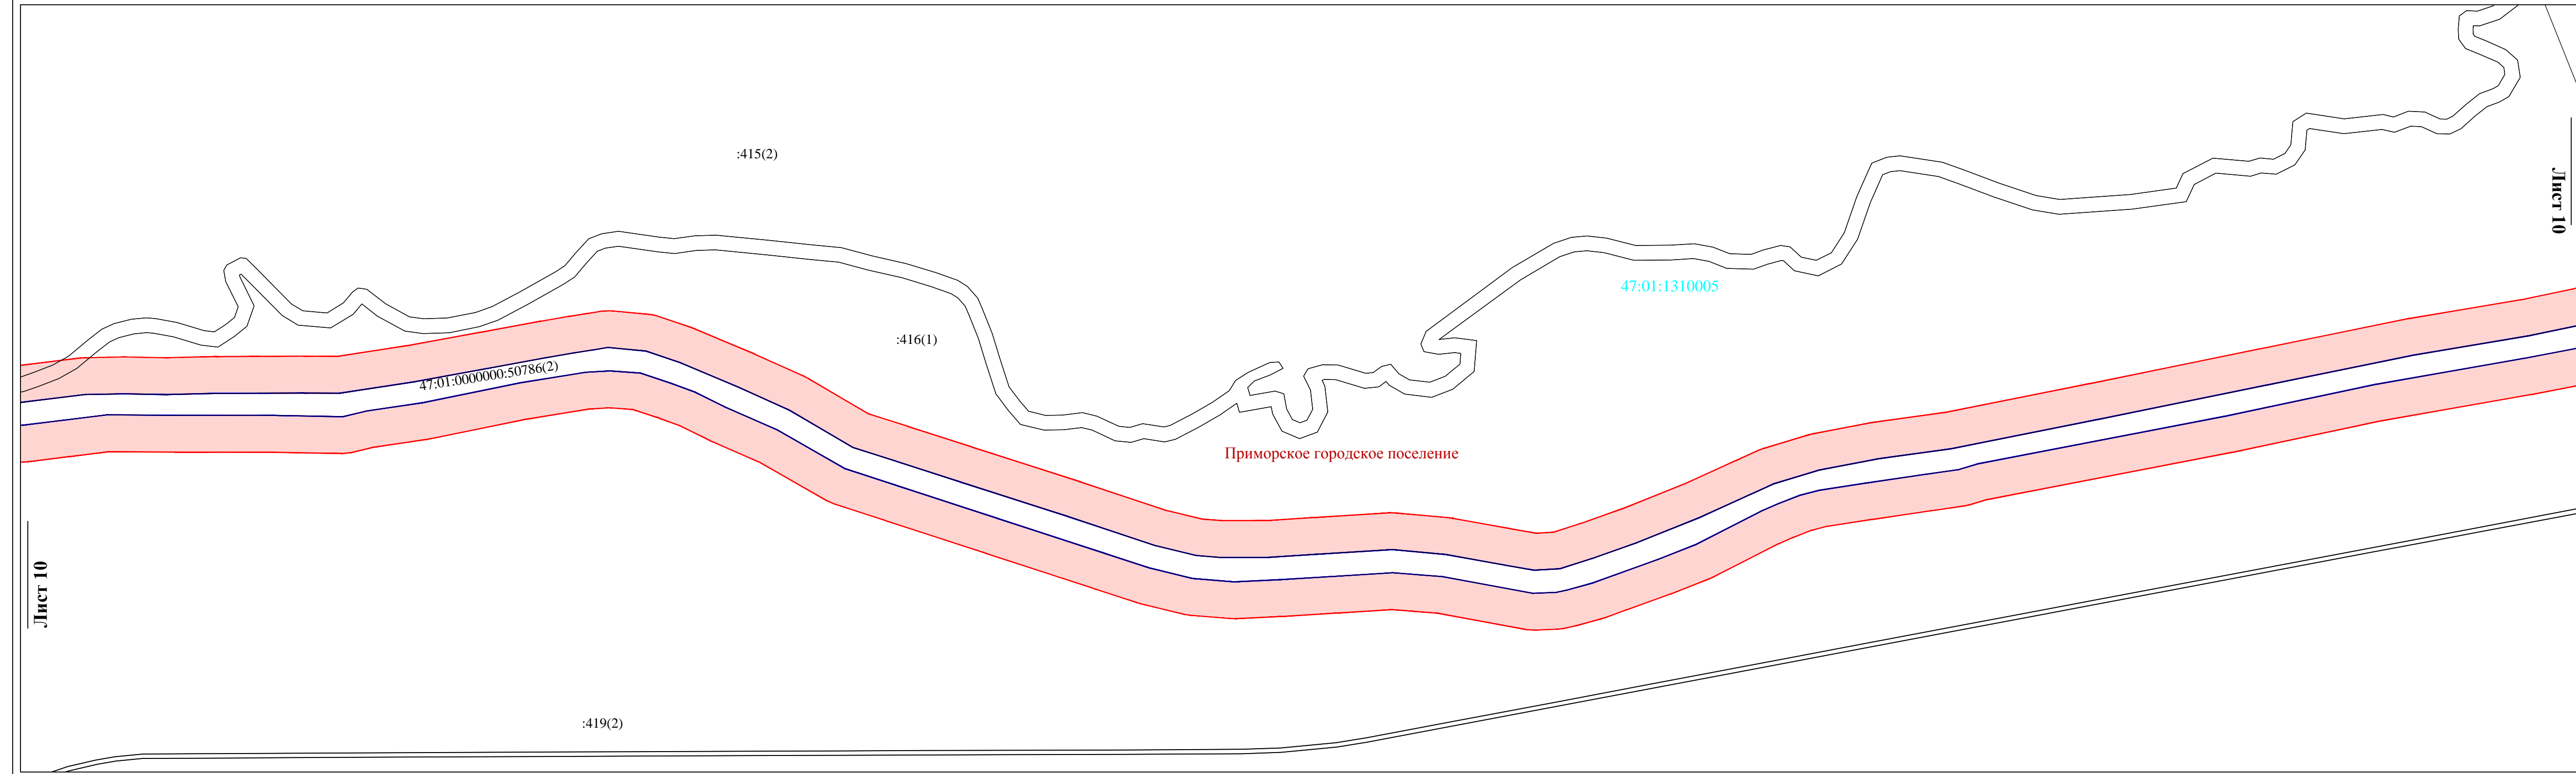 :415(2)
Лист 10
47:01:1310005
:416(1)
47:01:0000000:50786(2)
Приморское городское поселение
Лист 10
:419(2)